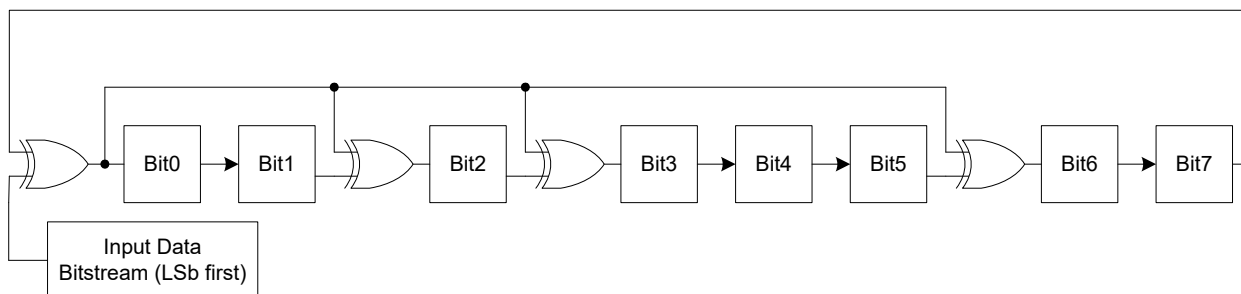 Bit0
Bit1
Bit2
Bit3
Bit4
Bit5
Bit6
Bit7
Input Data
Bitstream (LSb first)